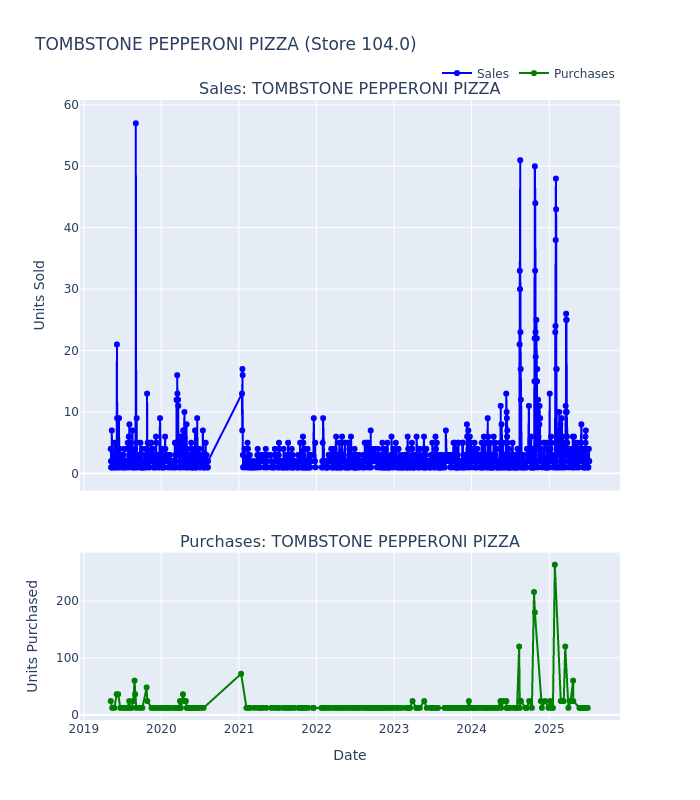 TOMBSTONE PEPPERONI PIZZA (Store 104.0)
Sales
Purchases
Sales: TOMBSTONE PEPPERONI PIZZA
60
50
40
30
20
10
0
Units Sold
Purchases: TOMBSTONE PEPPERONI PIZZA
200
100
0
Units Purchased
2019
2020
2021
2022
2023
2024
2025
Date